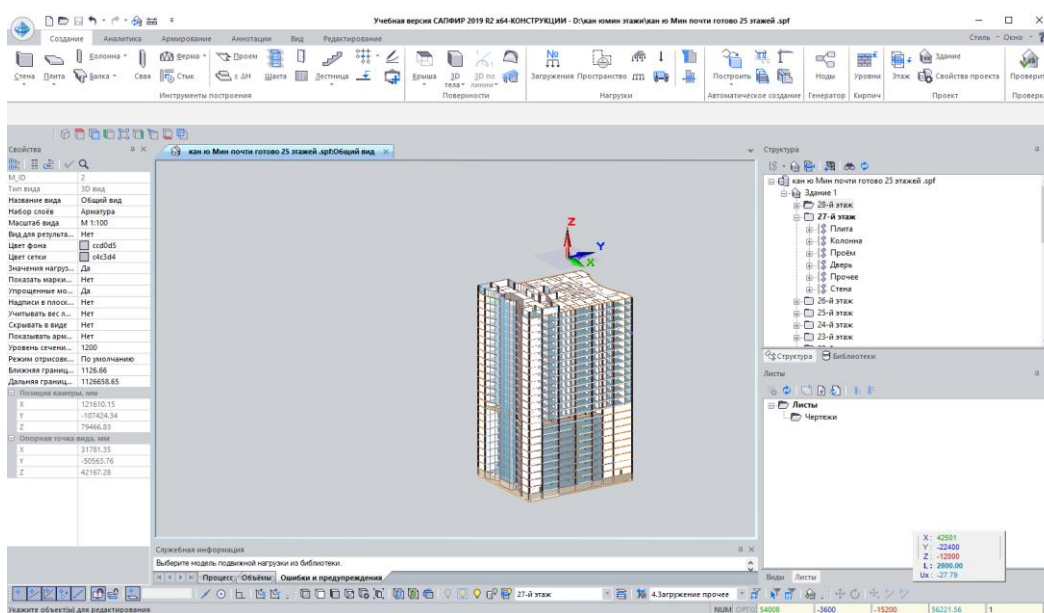 Учебная версия САПФИР 2019 R2 x64-КОНСТРУКЦИИ - D:\кан юмин этажи\кан ю Мин почти готово 25 этажей .spf
Создание Аналитика Армирование Аннотации Вид Редактирование Стиль Окно ?
Колонна Ферма Проем Здание
Стена Плита Балка Свая Стык ± ΔН Шахта Лестница Крыша 3D тела 3D по линии Загружения Пространство Построить Ноды Уровни Этаж Свойства проекта
Инструменты построения Поверхности Нагрузки Автоматическое создание Генератор Кирпич Проект
Свойства
кан ю Мин почти готово 25 этажей .spf:Общий вид
M_ID 2
Тип вида 3D вид
Название вида Общий вид
Набор слоёв Арматура
Масштаб вида М 1:100
Вид для результа... Нет
Цвет фона ccd0d5
Цвет сетки c4c3d4
Значения нагруз... Да
Показать марки... Нет
Упрощенные мо... Да
Надписи в плоск... Нет
Учитывать вес л... Нет
Скрывать в виде Нет
Показывать арм... Нет
Уровень сечени... 1200
Режим отрисовк... По умолчанию
Ближняя границ... 1126.66
Дальняя границ... 1126658.65
Позиция камеры, мм
X 121610.15
Y -107424.34
Z 79466.83
Опорная точка вида, мм
X 31781.35
Y -50563.76
Z 42167.28
Z
Y
X
Структура
кан ю Мин почти готово 25 этажей .spf
Здание 1
28-й этаж
27-й этаж
Плита
Колонна
Проём
Дверь
Прочее
Стена
26-й этаж
25-й этаж
24-й этаж
23-й этаж
Структура Библиотеки
Листы
Листы
Чертежи
X : 42501
Y : -22400
Z : -12000
L : 2800.00
Ux : -27.79
Виды Листы
Служебная информация
Выберите модель подвижной нагрузки из библиотеки.
Процесс Объёмы Ошибки и предупреждения
27-й этаж 4.Загружение прочее
Укажите объект(ы) для редактирования NUM ОРТО 54008 -3600 -15200 56221.56 1